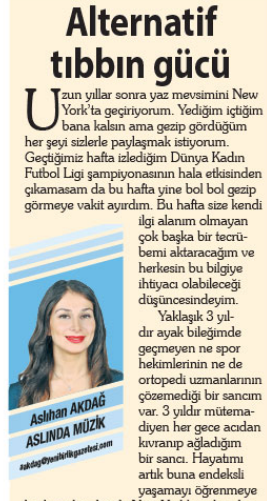 Alternatif
tıbbın gücü
Uzun yıllar sonra yaz mevsimini New
York'ta geçiriyorum. Yediğim içtiğim
bana kalsın ama gezip gördüğüm
her şeyi sizlerle paylaşmak istiyorum.
Geçtiğimiz hafta izlediğim Dünya Kadın
Futbol Ligi şampiyonasının hala etkisinden
çıkamasam da bu hafta yine bol bol gezip
görmeye vakit ayırdım. Bu hafta size kendi
ilgi alanım olmayan
çok başka bir tecrü-
bemi aktaracağım ve
herkesin bu bilgiye
ihtiyacı olabileceği
düşüncesindeyim.
Yaklaşık 3 yıl-
dır ayak bileğimde
geçmeyen ne spor
hekimlerinin ne de
ortopedi uzmanlarının
çözemediği bir sancım
var. 3 yıldır mütema-
diyen her gece acıdan
kıvranıp ağladığım
bir sancı. Hayatımı
artık buna endeksli
yaşamayı öğrenmeye
Aslıhan AKDAĞ
ASLINDA MÜZİK
aakdag@yenibirlikgazetesi.com